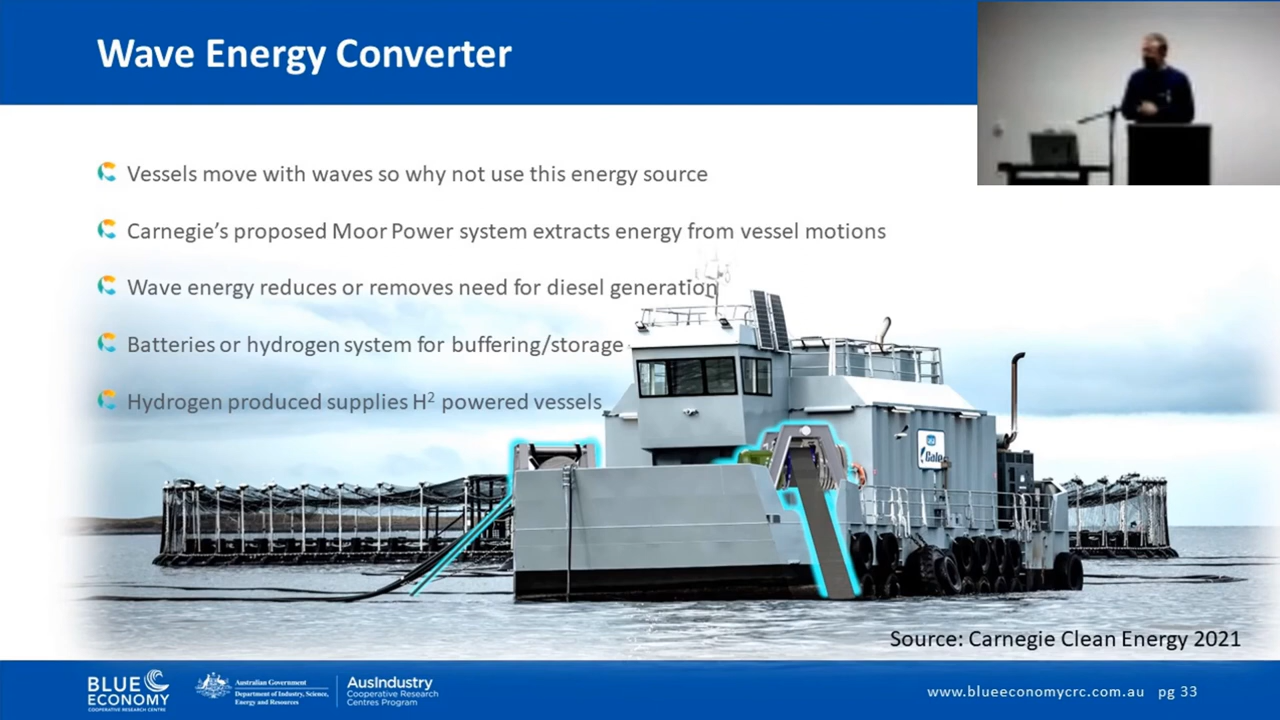 Wave Energy Converter
Vessels move with waves so why not use this energy source
Carnegie's proposed Moor Power system extracts energy from vessel motions
Wave energy reduces or removes need for diesel generation
Batteries or hydrogen system for buffering/storage
Hydrogen produced supplies H² powered vessels
Gael
Source: Carnegie Clean Energy 2021
BLUE
ECONOMY
COOPERATIVE RESEARCH CENTRE
Australian Government
Department of Industry, Science,
Energy and Resources
AusIndustry
Cooperative Research
Centres Program
www.blueeconomycrc.com.au pg 33